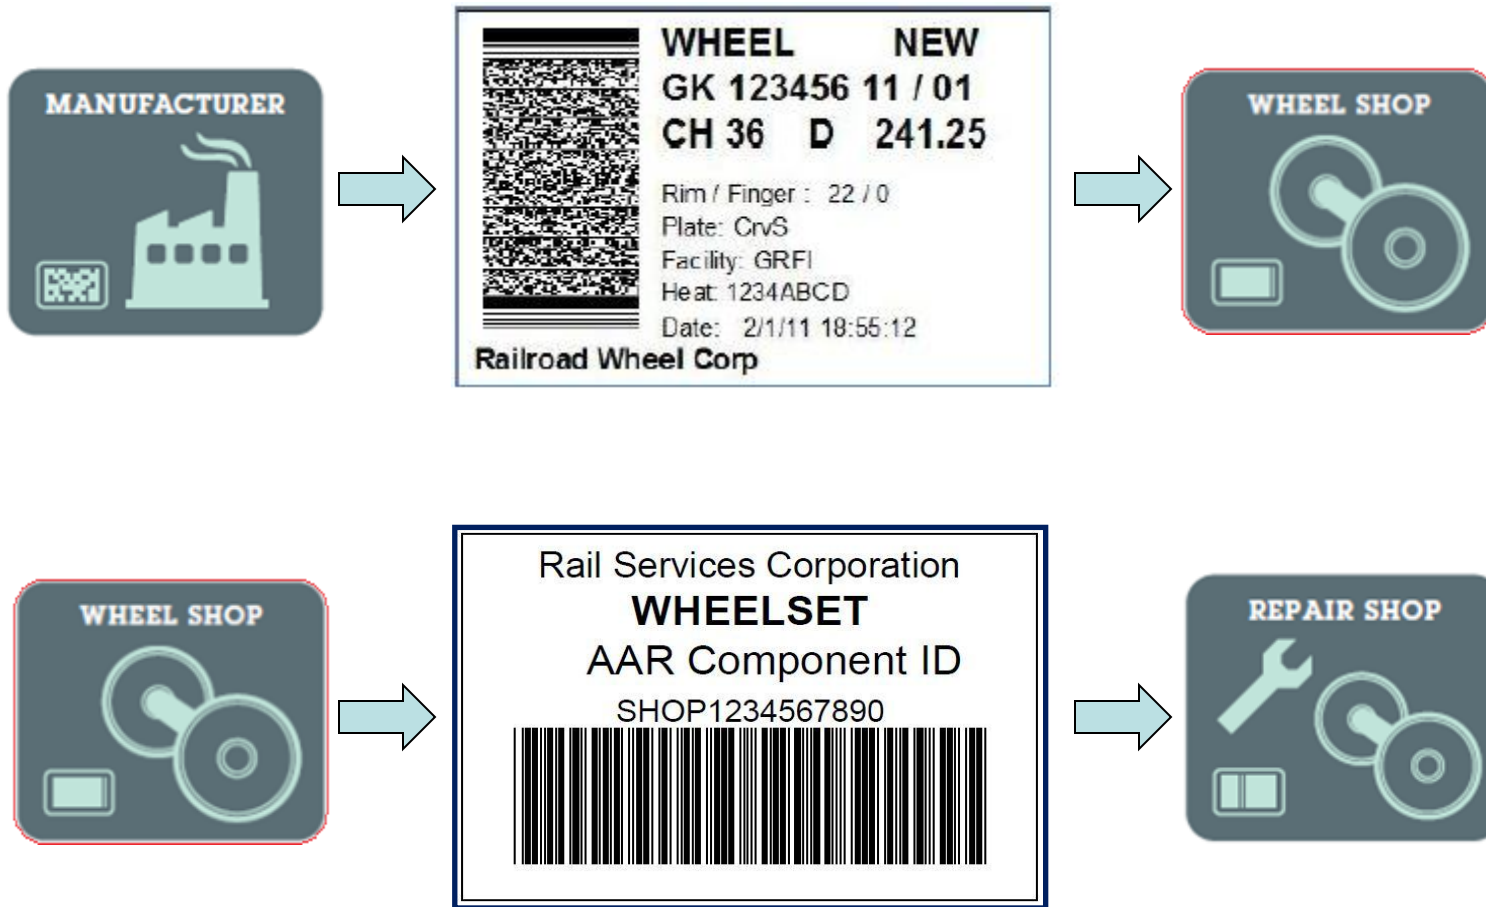 MANUFACTURER
WHEEL NEW
GK 123456 11 / 01
CH 36 D 241.25
Rim / Finger : 22 / 0
Plate: CrvS
Facility: GRFI
Heat: 1234ABCD
Date: 2/1/11 18:55:12
Railroad Wheel Corp
WHEEL SHOP
WHEEL SHOP
Rail Services Corporation
WHEELSET
AAR Component ID
SHOP1234567890
REPAIR SHOP